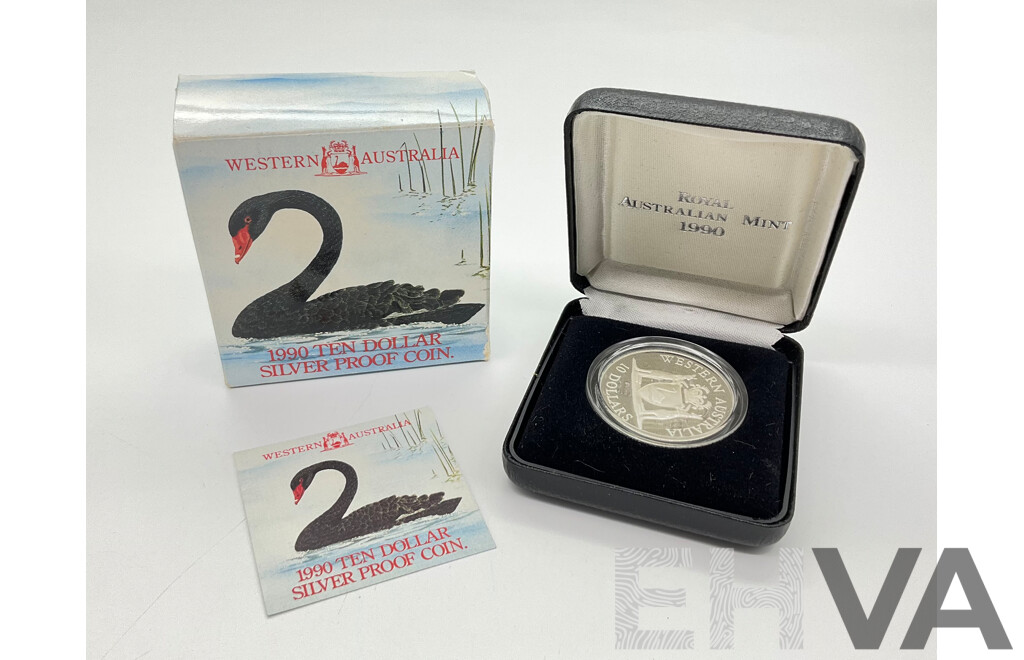 WESTERN AUSTRALIA
1990 TEN DOLLAR
SILVER PROOF COIN.
ROYAL
AUSTRALIAN MINT
1990
WESTERN AUSTRALIA
10 DOLLARS
WESTERN AUSTRALIA
1990 TEN DOLLAR
SILVER PROOF COIN.
EHVA